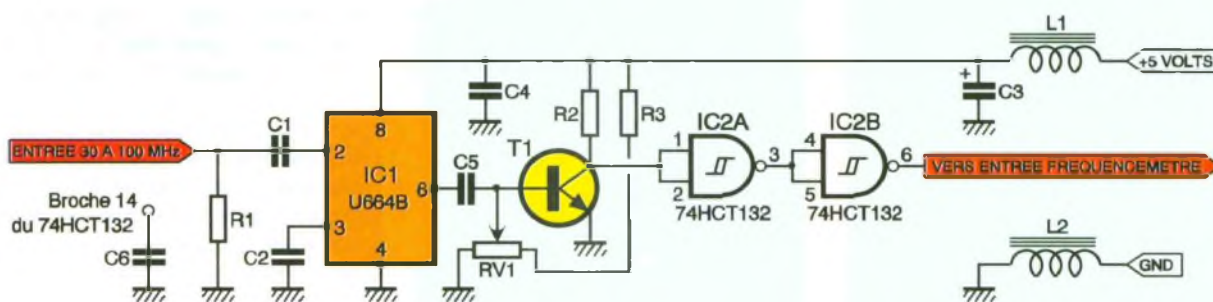 L1
+5 VOLTS
+
C3
C4
R2
R3
IC2A
IC2B
C1
8
T1
1
4
ENTREE 30 A 100 MHz
2
C5
3
6
VERS ENTREE FREQUENCEMETRE
IC1
U664B
6
2
5
Broche 14
du 74HCT132
R1
74HCT132
74HCT132
L2
3
C6
C2
4
RV1
GND